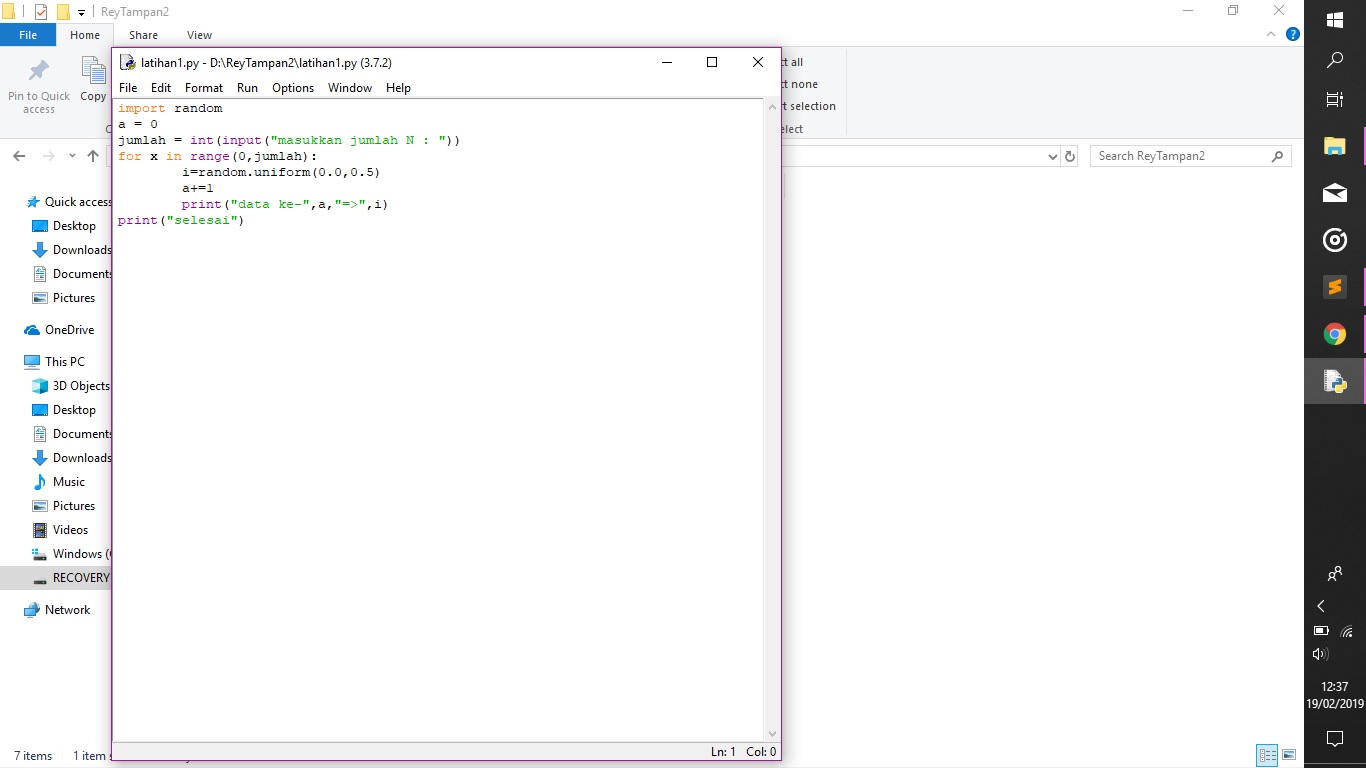 ReyTampan2
File Home Share View
latihan1.py - D:\ReyTampan2\latihan1.py (3.7.2)
File Edit Format Run Options Window Help
Pin to Quick access
Copy
import random
a = 0
jumlah = int(input("masukkan jumlah N : "))
for x in range(0,jumlah):
        i=random.uniform(0.0,0.5)
        a+=1
        print("data ke-",a,"=>",i)
print("selesai")
Ln: 1 Col: 0
ct all
ct none
rt selection
elect
Search ReyTampan2
Quick access
Desktop
Downloads
Documents
Pictures
OneDrive
This PC
3D Objects
Desktop
Documents
Downloads
Music
Pictures
Videos
Windows (
RECOVERY
Network
7 items 1 item
12:37
19/02/2019